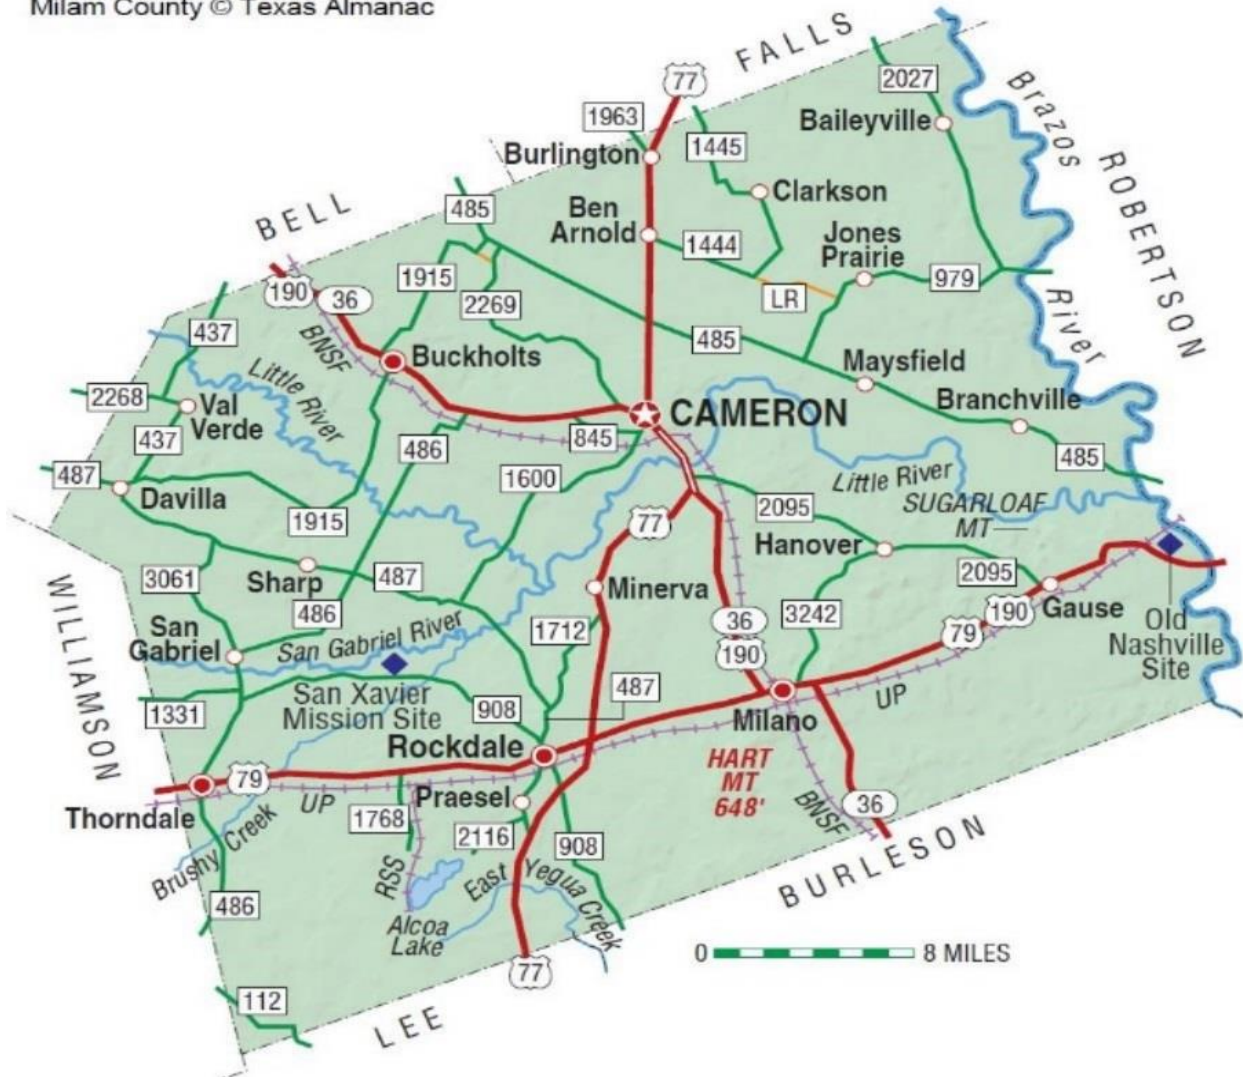 Milam County © Texas Almanac
FALLS
77
2027
1963
Brazos
Baileyville
1445
Burlington
ROBERTSON
Clarkson
BELL
485
Ben
Arnold
1444
Jones
Prairie
1915
979
190
36
2269
LR
River
437
BNSF
485
Buckholts
Maysfield
Little River
2268
Val
Verde
Branchville
CAMERON
437
845
486
485
487
1600
Little River
Davilla
2095
SUGARLOAF
MT
1915
77
Hanover
3061
Sharp
487
2095
WILLIAMSON
Minerva
486
3242
190
Gause
36
San
Gabriel
San Gabriel River
1712
79
Old
Nashville
Site
190
487
San Xavier
Mission Site
UP
1331
908
Milano
Rockdale
HART
MT
648'
79
UP
Praesel
BNSF
36
Thorndale
1768
2116
908
Brushy Creek
RSS
East Yegua Creek
BURLESON
486
Alcoa
Lake
0 8 MILES
77
112
LEE